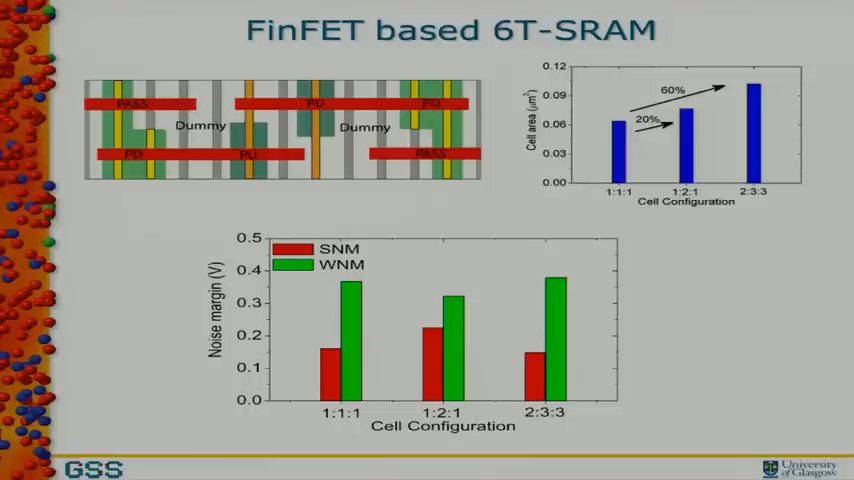 FinFET based 6T-SRAM
PASS
PU
PD
Dummy
Dummy
PD
PU
PASS
Cell area (μm²)
0.12
0.09
0.06
0.03
0.00
60%
20%
1:1:1
1:2:1
2:3:3
Cell Configuration
Noise margin (V)
0.5
0.4
0.3
0.2
0.1
0.0
SNM
WNM
1:1:1
1:2:1
2:3:3
Cell Configuration
GSS
University
of Glasgow